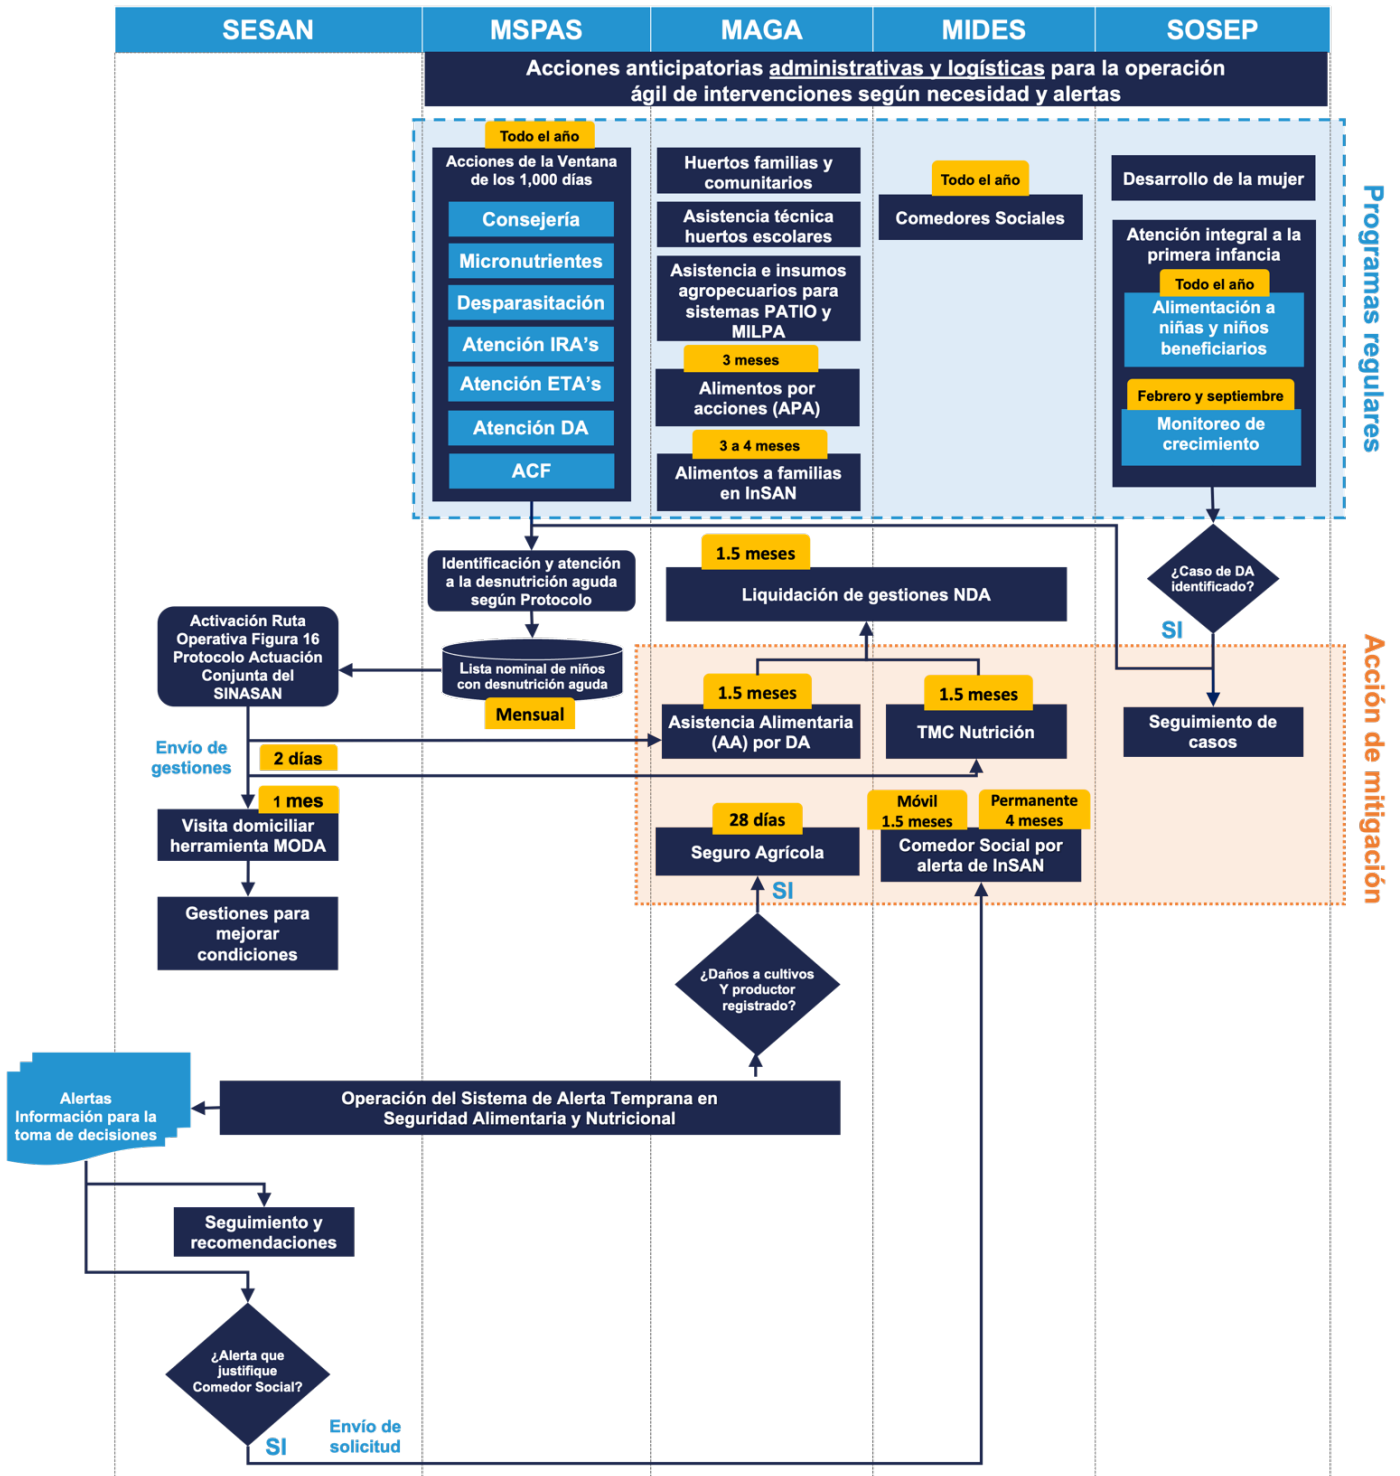 SESAN
MSPAS
MAGA
MIDES
SOSEP
Acciones anticipatorias administrativas y logísticas para la operación
ágil de intervenciones según necesidad y alertas
Programas regulares
Todo el año
Acciones de la Ventana
de los 1,000 días
Consejería
Micronutrientes
Desparasitación
Atención IRA's
Atención ETA's
Atención DA
ACF
Huertos familias y
comunitarios
Asistencia técnica
huertos escolares
Asistencia e insumos
agropecuarios para
sistemas PATIO y
MILPA
3 meses
Alimentos por
acciones (APA)
3 a 4 meses
Alimentos a familias
en InSAN
Todo el año
Comedores Sociales
Desarrollo de la mujer
Atención integral a la
primera infancia
Todo el año
Alimentación a
niñas y niños
beneficiarios
Febrero y septiembre
Monitoreo de
crecimiento
Identificación y atención
a la desnutrición aguda
según Protocolo
1.5 meses
Liquidación de gestiones NDA
¿Caso de DA
identificado?
SI
Activación Ruta
Operativa Figura 16
Protocolo Actuación
Conjunta del
SINASAN
Lista nominal de niños
con desnutrición aguda
Mensual
Acción de mitigación
1.5 meses
Asistencia Alimentaria
(AA) por DA
1.5 meses
TMC Nutrición
Seguimiento de
casos
Envío de
gestiones
2 días
1 mes
Visita domiciliar
herramienta MODA
28 días
Seguro Agrícola
Móvil
1.5 meses
Permanente
4 meses
Comedor Social por
alerta de InSAN
SI
Gestiones para
mejorar
condiciones
¿Daños a cultivos
Y productor
registrado?
Alertas
Información para la
toma de decisiones
Operación del Sistema de Alerta Temprana en
Seguridad Alimentaria y Nutricional
Seguimiento y
recomendaciones
¿Alerta que
justifique
Comedor Social?
SI
Envío de
solicitud